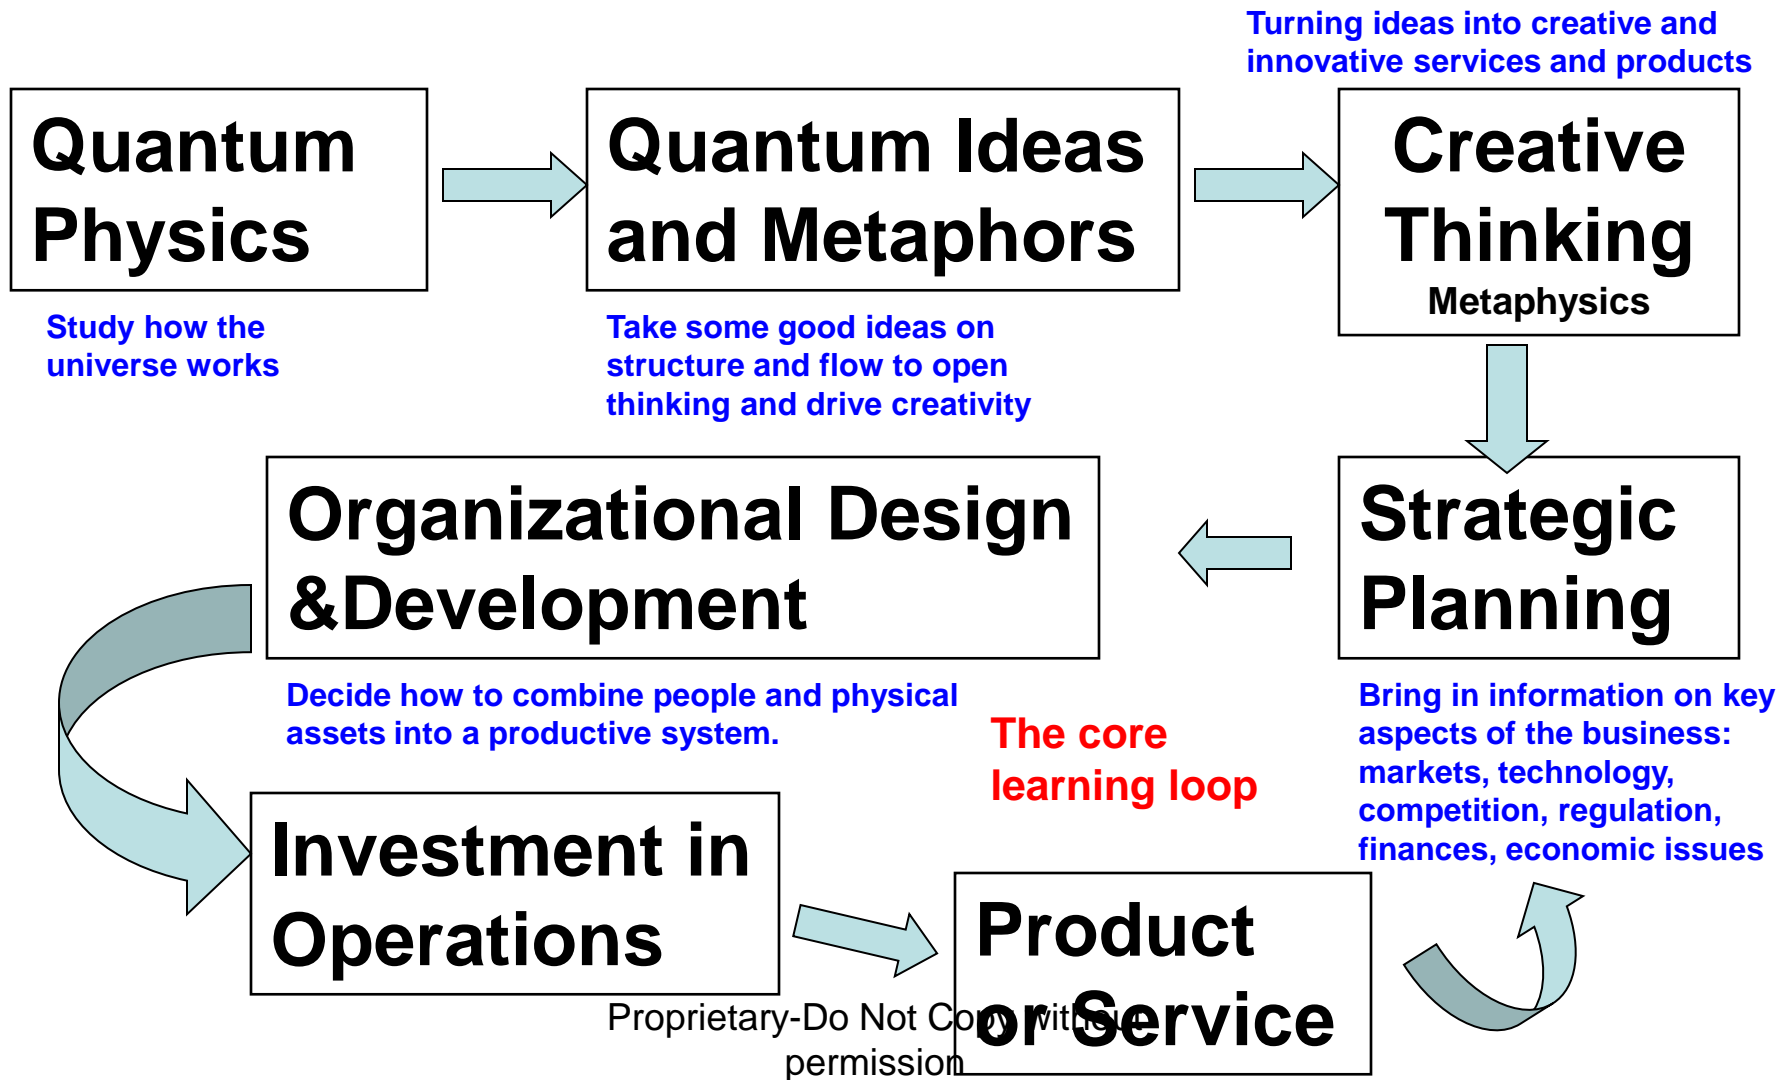 Turning ideas into creative and
innovative services and products
Quantum
Physics
Quantum Ideas
and Metaphors
Creative
Thinking
Metaphysics
Study how the
universe works
Take some good ideas on
structure and flow to open
thinking and drive creativity
Organizational Design
&Development
Strategic
Planning
Decide how to combine people and physical
assets into a productive system.
The core
learning loop
Bring in information on key
aspects of the business:
markets, technology,
competition, regulation,
finances, economic issues
Investment in
Operations
Product
or Service
Proprietary-Do Not Copy without
permission